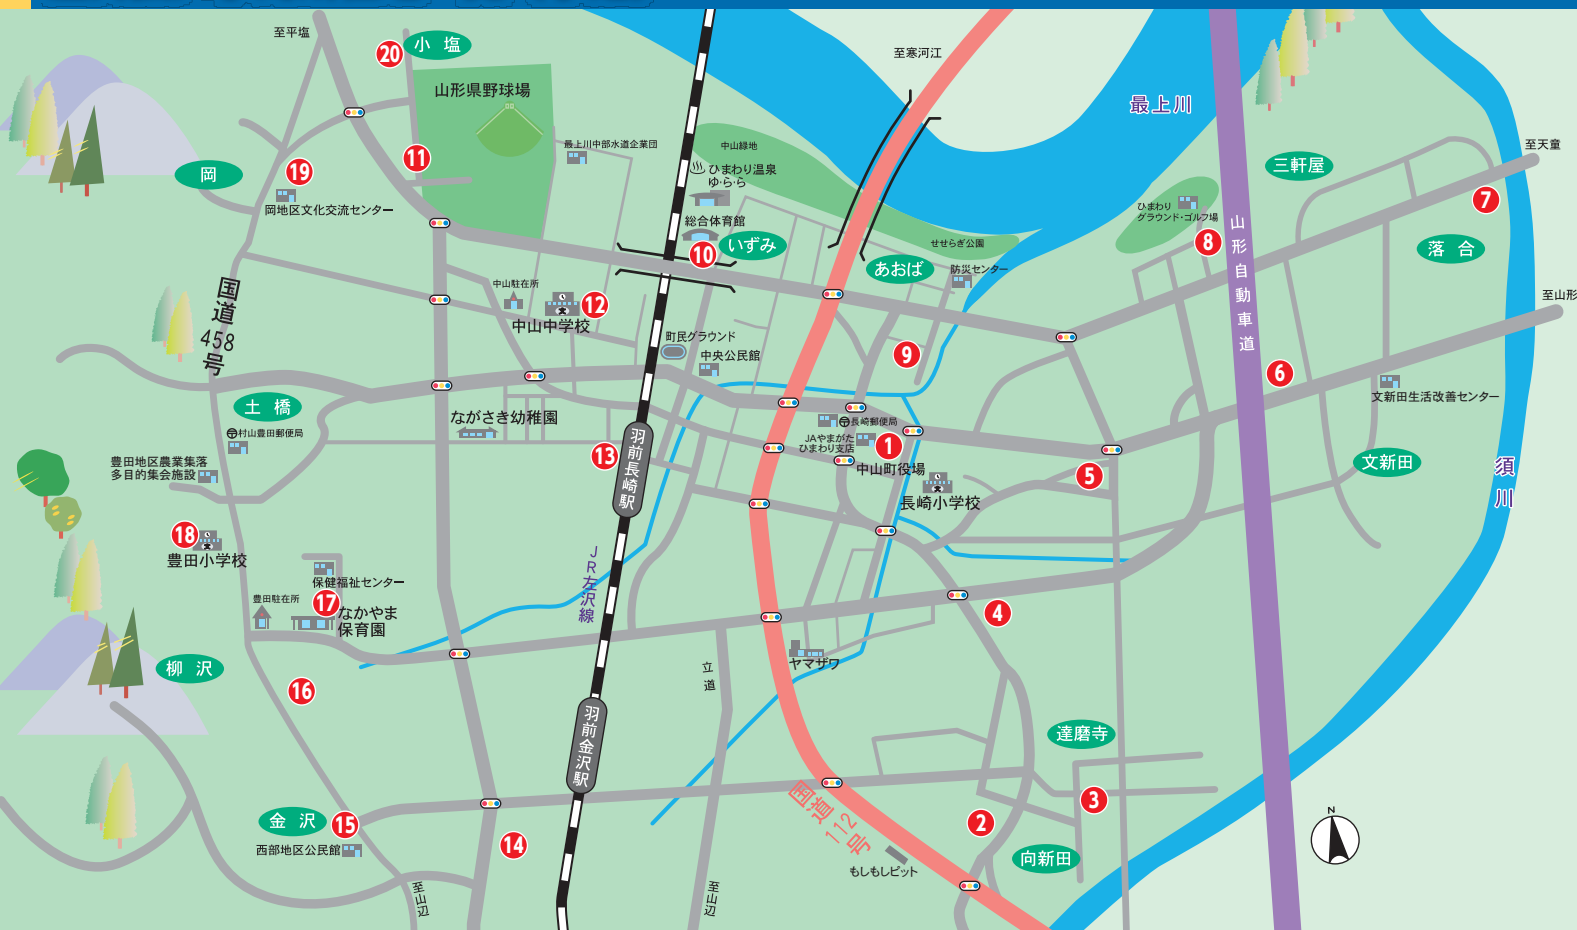 至平塩
20
小塩
山形県野球場
至寒河江
最上川
至天童
最上川中部水道企業団
中山緑地
ひまわり温泉
ゆ・ら・ら
三軒屋
11
19
岡
岡地区文化交流センター
総合体育館
いずみ
10
ひまわり
グラウンド・ゴルフ場
7
8
落合
せせらぎ公園
あおば
防災センター
山形自動車道
国道
458
号
中山駐在所
12
中山中学校
至山形
町民グラウンド
中央公民館
9
6
文新田生活改善センター
土橋
村山豊田郵便局
ながさき幼稚園
長崎郵便局
JAやまがた
ひまわり支店
1
中山町役場
豊田地区農業集落
多目的集会施設
13
羽前長崎駅
文新田
須川
5
長崎小学校
18
豊田小学校
JR左沢線
保健福祉センター
豊田駐在所
17
なかやま
保育園
4
柳沢
16
立道
ヤマザワ
羽前金沢駅
達磨寺
国道
112
号
3
2
金沢
15
西部地区公民館
14
向新田
もしもしピット
至山辺
至山辺
N